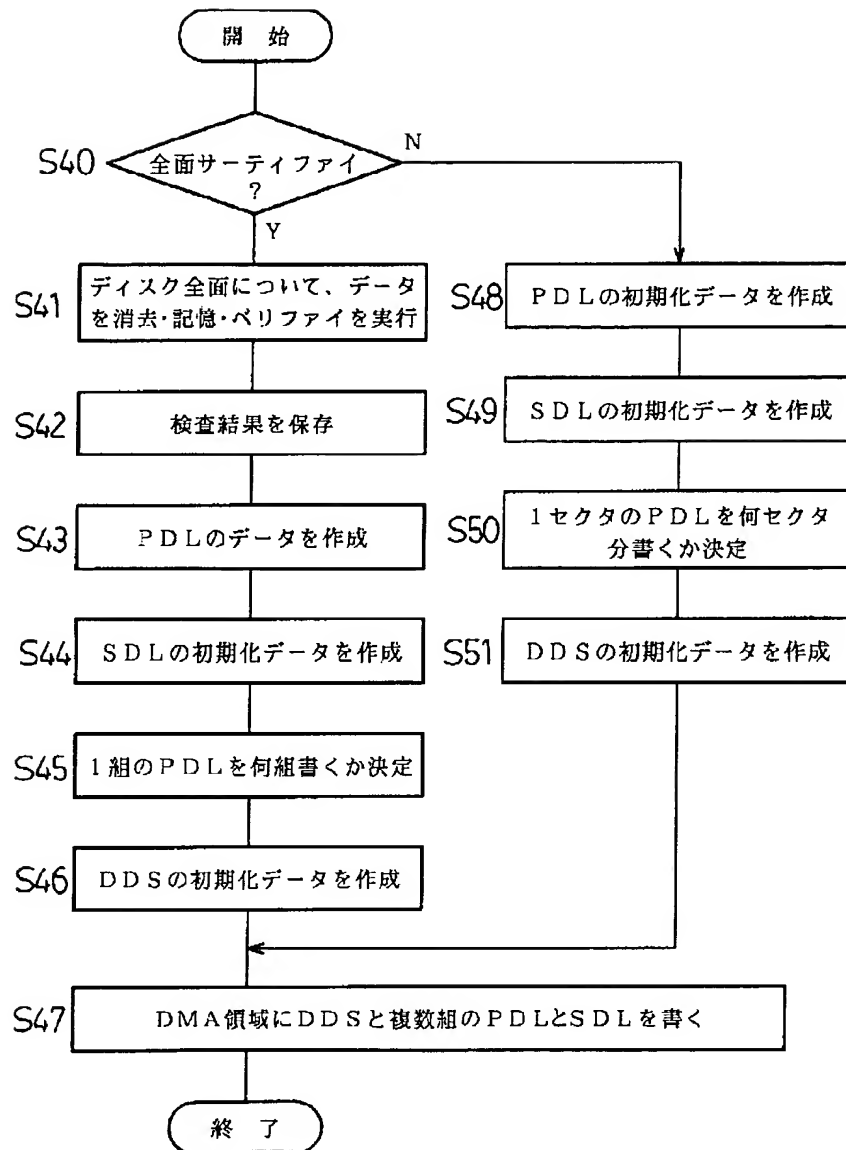 開 始
S40
全面サーティファイ
?
N
Y
S41
ディスク全面について、データ
を消去・記憶・ベリファイを実行
S42
検査結果を保存
S43
PDLのデータを作成
S44
SDLの初期化データを作成
S45
1組のPDLを何組書くか決定
S46
DDSの初期化データを作成
S48
PDLの初期化データを作成
S49
SDLの初期化データを作成
S50
1セクタのPDLを何セクタ
分書くか決定
S51
DDSの初期化データを作成
S47
DMA領域にDDSと複数組のPDLとSDLを書く
終 了